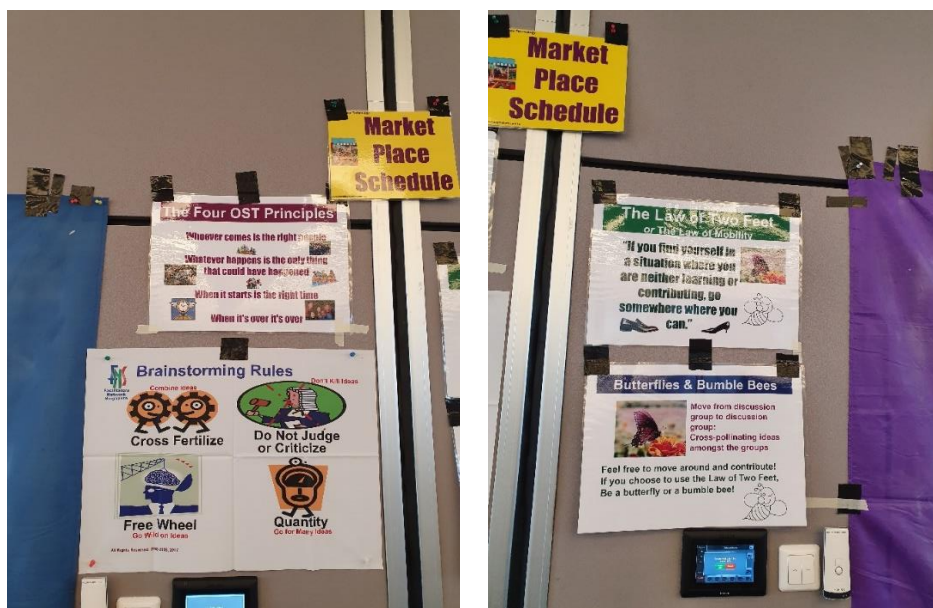 Market
Place
Schedule
The Four OST Principles
Whoever comes is the right people
Whatever happens is the only thing
that could have happened
When it starts is the right time
When it's over it's over
Brainstorming Rules
Combine Ideas
Cross Fertilize
Don't Kill Ideas
Do Not Judge
or Criticize
Free Wheel
Go Wild on Ideas
Quantity
Go for Many Ideas
Market
Place
Schedule
The Law of Two Feet
or The Law of Mobility
"If you find yourself in
a situation where you
are neither learning or
contributing, go
somewhere where you
can."
Butterflies & Bumble Bees
Move from discussion
group to discussion
group:
Cross-pollinating ideas
amongst the groups
Feel free to move around and contribute!
If you choose to use the Law of Two Feet,
Be a butterfly or a bumble bee!